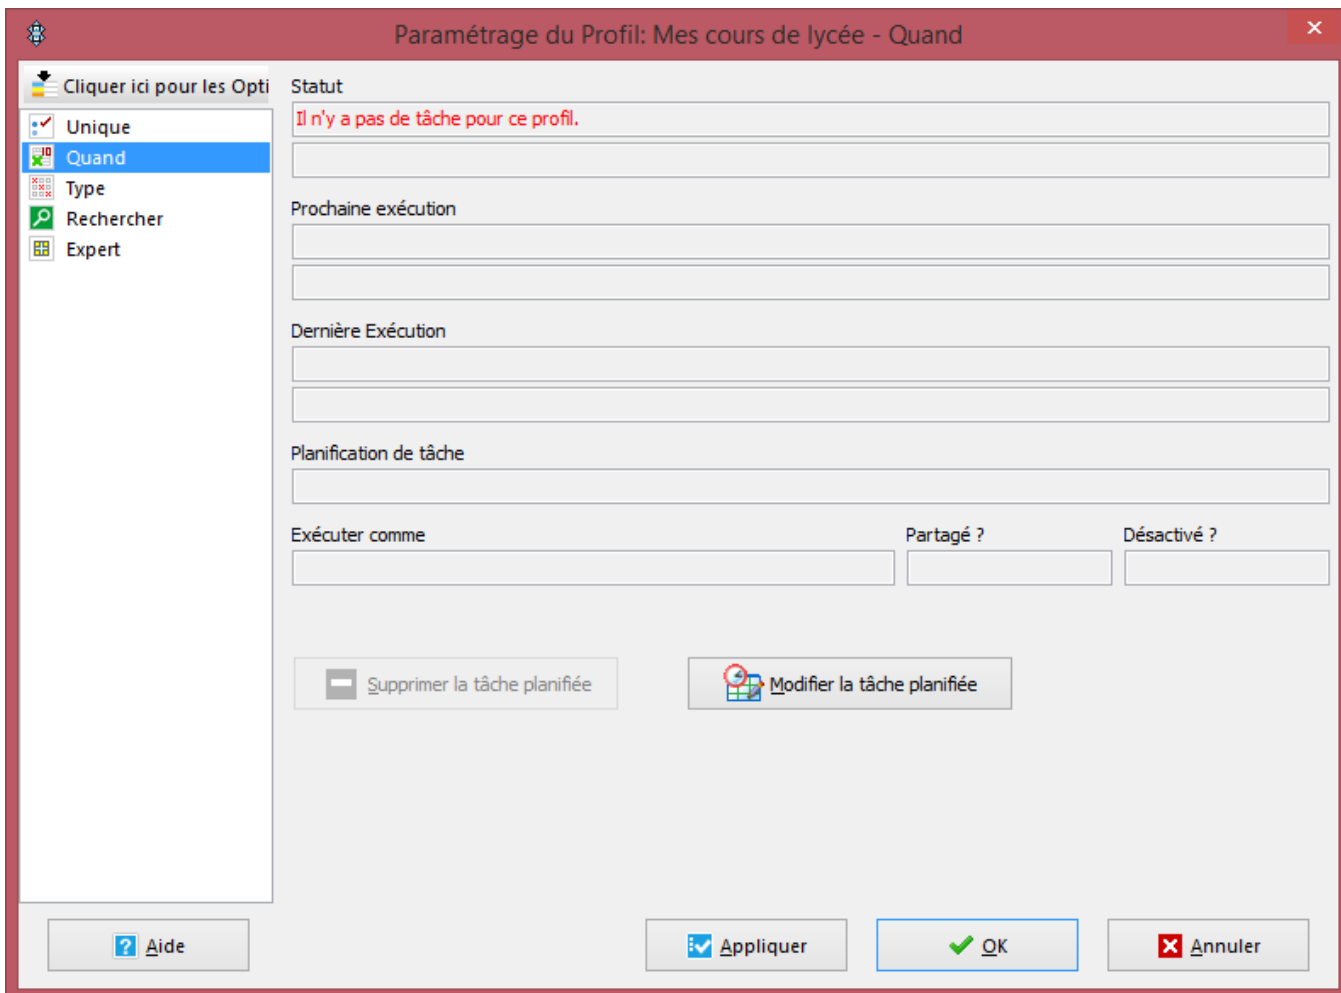 Paramétrage du Profil: Mes cours de lycée - Quand
Cliquer ici pour les Opti
Unique
Quand
Type
Rechercher
Expert
Statut
Il n'y a pas de tâche pour ce profil.
Prochaine exécution
Dernière Exécution
Planification de tâche
Exécuter comme Partagé ? Désactivé ?
Supprimer la tâche planifiée Modifier la tâche planifiée
Aide Appliquer OK Annuler